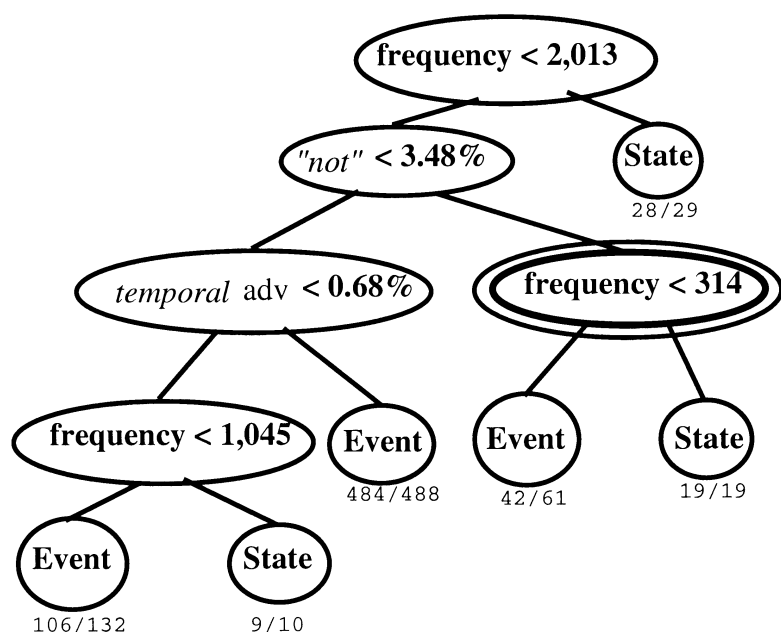 frequency < 2,013
"not" < 3.48%
State
28/29
temporal adv < 0.68%
frequency < 314
frequency < 1,045
Event
484/488
Event
42/61
State
19/19
Event
106/132
State
9/10